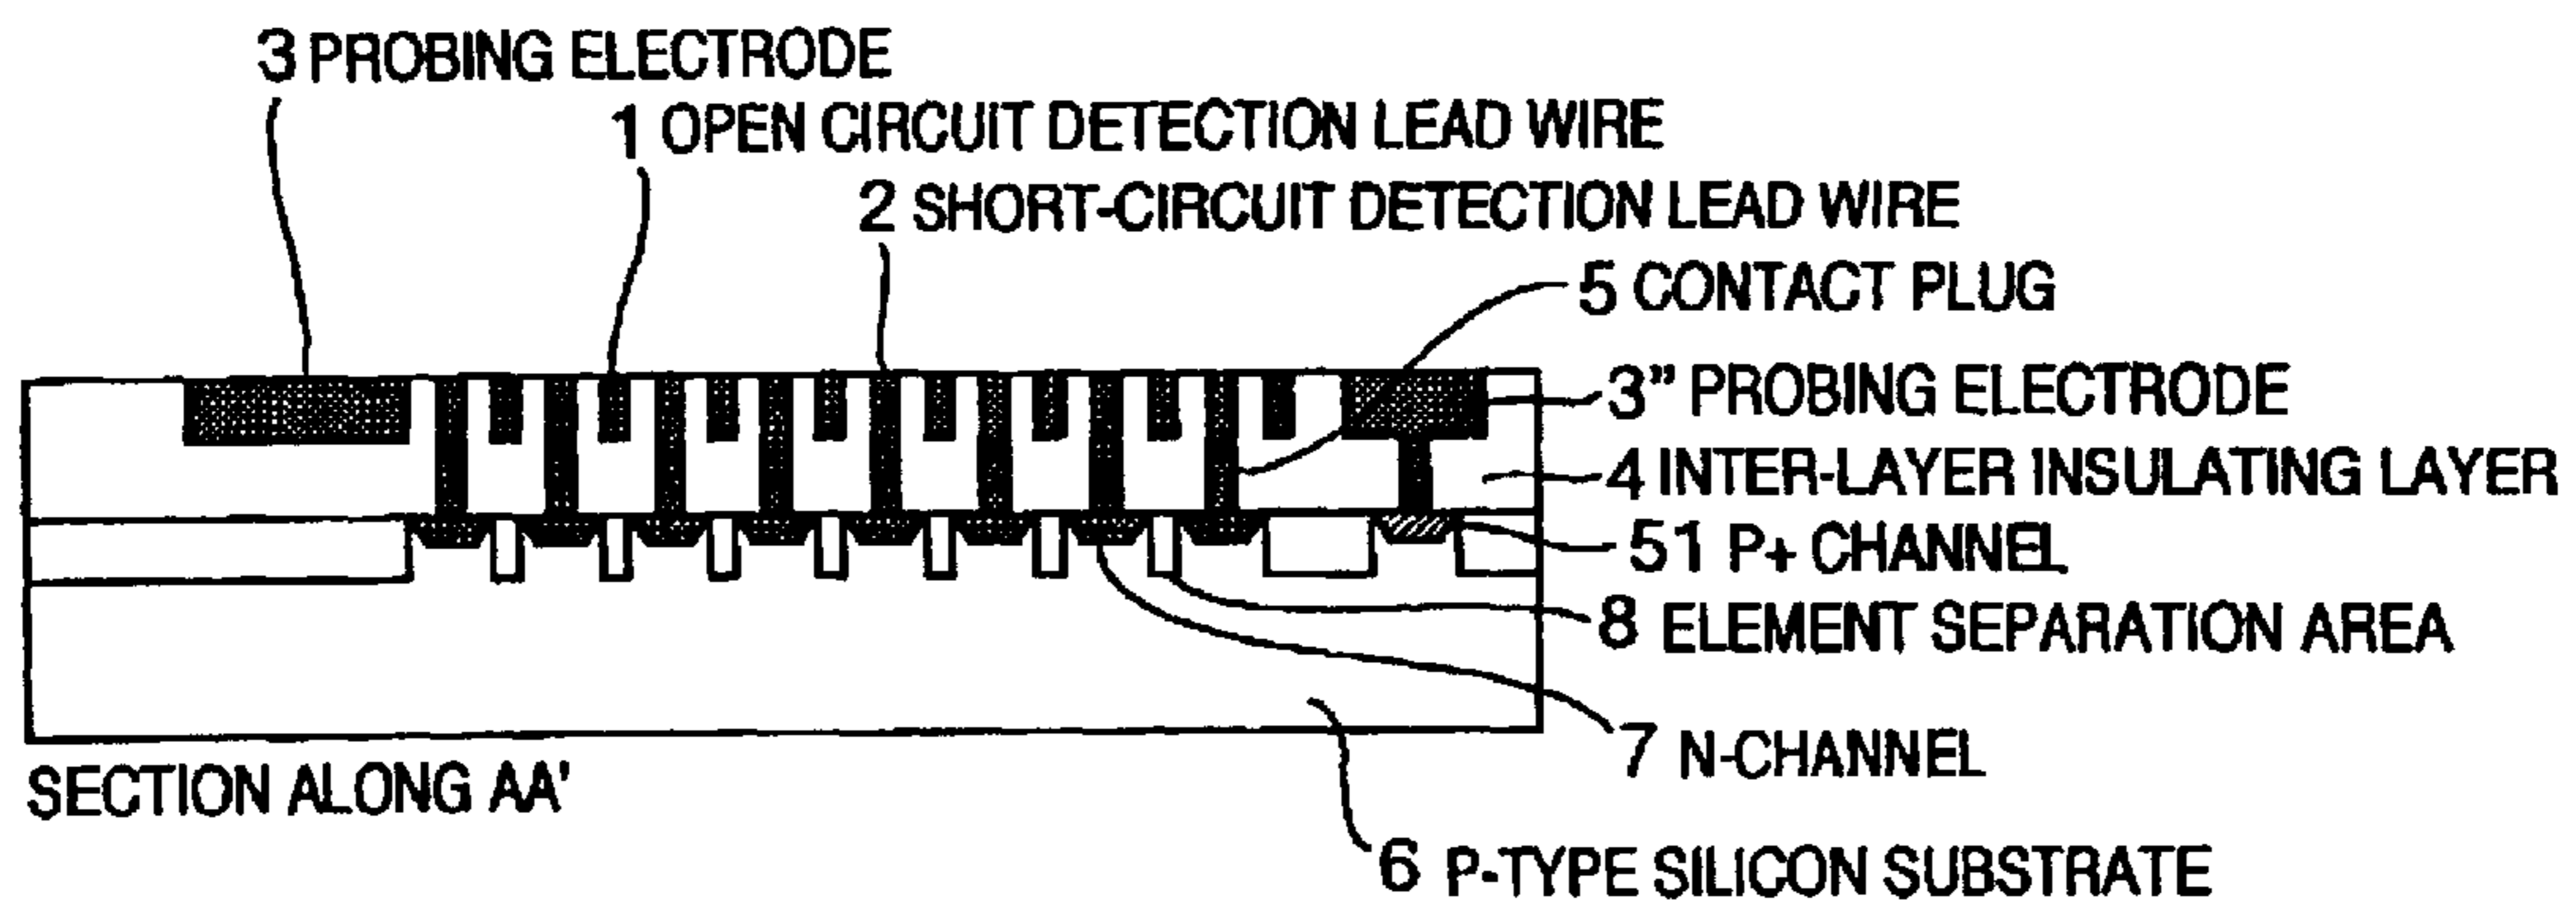 3 PROBING ELECTRODE
1 OPEN CIRCUIT DETECTION LEAD WIRE
2 SHORT-CIRCUIT DETECTION LEAD WIRE
5 CONTACT PLUG
3" PROBING ELECTRODE
4 INTER-LAYER INSULATING LAYER
51 P+ CHANNEL
8 ELEMENT SEPARATION AREA
7 N-CHANNEL
SECTION ALONG AA'
6 P-TYPE SILICON SUBSTRATE